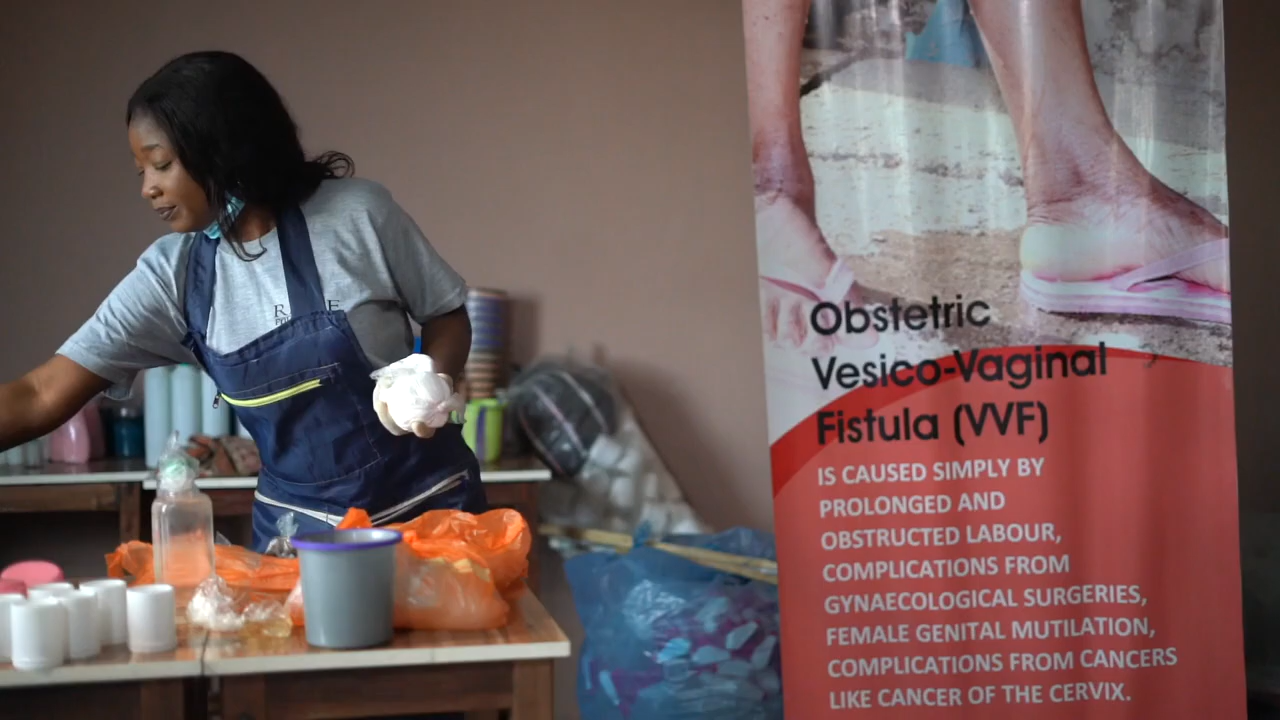 Obstetric
Vesico-Vaginal
Fistula (VVF)
IS CAUSED SIMPLY BY
PROLONGED AND
OBSTRUCTED LABOUR,
COMPLICATIONS FROM
GYNAECOLOGICAL SURGERIES,
FEMALE GENITAL MUTILATION,
COMPLICATIONS FROM CANCERS
LIKE CANCER OF THE CERVIX.